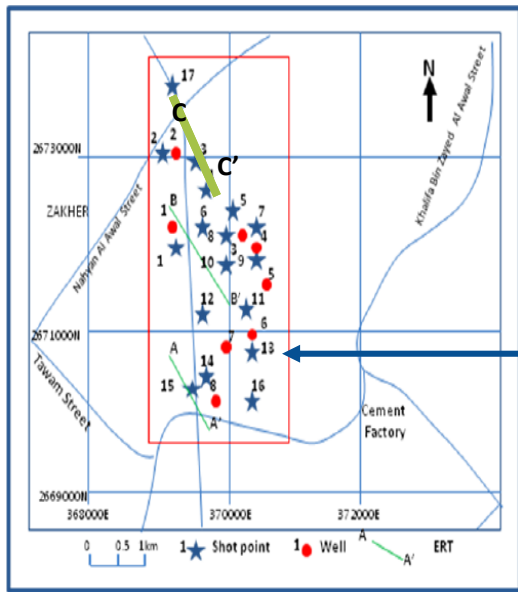 17
N
C
Khalifa Bin Zayed Al Awal Street
2673000N
2
2
3
C’
ZAKHER
B
5
1
6
7
8
4
Nahyan Al Awal Street
1
10
3
9
5
B'
12
11
2671000N
7
6
13
A
14
15
8
16
Tawam Street
A'
Cement
Factory
2669000N
368000E
370000E
372000E
0 0.5 1km
1 Shot point 1 Well A A' ERT